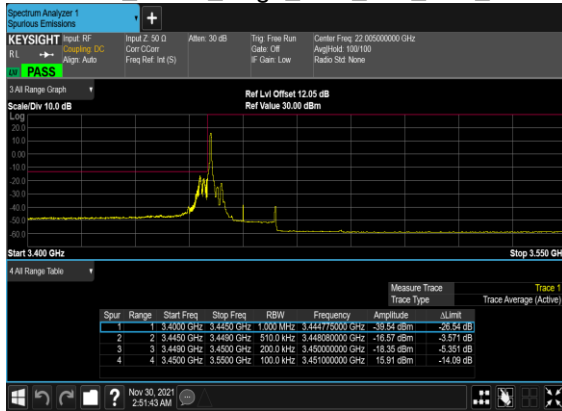 Spectrum Analyzer 1
Spurious Emissions
+
KEYSIGHT
RL
Input: RF
Coupling: DC
Align: Auto
Input Z: 50 Ω
Corr CCorr
Freq Ref: Int (S)
Atten: 30 dB
Trig: Free Run
Gate: Off
IF Gain: Low
Center Freq: 22.005000000 GHz
Avg|Hold: 100/100
Radio Std: None
PASS
3 All Range Graph
Scale/Div 10.0 dB
Ref Lvl Offset 12.05 dB
Ref Value 30.00 dBm
Log
20.0
10.0
0.00
-10.0
-20.0
-30.0
-40.0
-50.0
-60.0
Start 3.400 GHz
Stop 3.550 GH
4 All Range Table
Measure Trace Trace 1
Trace Type Trace Average (Active)
Spur Range Start Freq Stop Freq RBW Frequency Amplitude ΔLimit
1 1 3.4000 GHz 3.4450 GHz 1.000 MHz 3.444775000 GHz -39.54 dBm -26.54 dB
2 2 3.4450 GHz 3.4490 GHz 510.0 kHz 3.448080000 GHz -16.57 dBm -3.571 dB
3 3 3.4490 GHz 3.4500 GHz 200.0 kHz 3.450000000 GHz -18.35 dBm -5.351 dB
4 4 3.4500 GHz 3.5500 GHz 100.0 kHz 3.451000000 GHz 15.91 dBm -14.09 dB
?
Nov 30, 2021
2:51:43 AM